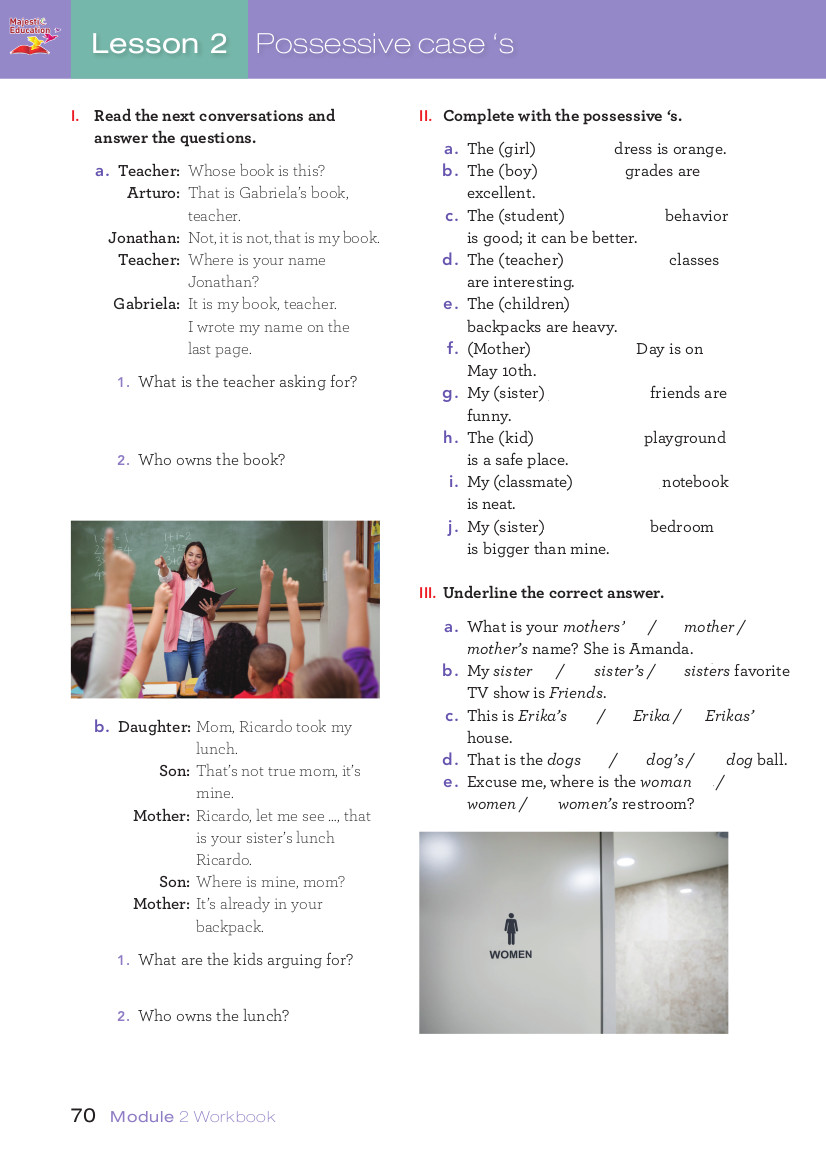 Majestic
Education
Lesson 2 Possessive case ‘s
I. Read the next conversations and
answer the questions.
a. Teacher: Whose book is this?
Arturo: That is Gabriela’s book,
teacher.
Jonathan: Not, it is not, that is my book.
Teacher: Where is your name
Jonathan?
Gabriela: It is my book, teacher.
I wrote my name on the
last page.
1. What is the teacher asking for?
2. Who owns the book?
b. Daughter: Mom, Ricardo took my
lunch.
Son: That’s not true mom, it’s
mine.
Mother: Ricardo, let me see ..., that
is your sister’s lunch
Ricardo.
Son: Where is mine, mom?
Mother: It’s already in your
backpack.
1. What are the kids arguing for?
2. Who owns the lunch?
II. Complete with the possessive ‘s.
a. The (girl) dress is orange.
b. The (boy) grades are
excellent.
c. The (student) behavior
is good; it can be better.
d. The (teacher) classes
are interesting.
e. The (children)
backpacks are heavy.
f. (Mother) Day is on
May 10th.
g. My (sister) friends are
funny.
h. The (kid) playground
is a safe place.
i. My (classmate) notebook
is neat.
j. My (sister) bedroom
is bigger than mine.
III. Underline the correct answer.
a. What is your mothers’ / mother /
mother’s name? She is Amanda.
b. My sister / sister’s / sisters favorite
TV show is Friends.
c. This is Erika’s / Erika / Erikas’
house.
d. That is the dogs / dog’s / dog ball.
e. Excuse me, where is the woman /
women / women’s restroom?
WOMEN
70 Module 2 Workbook